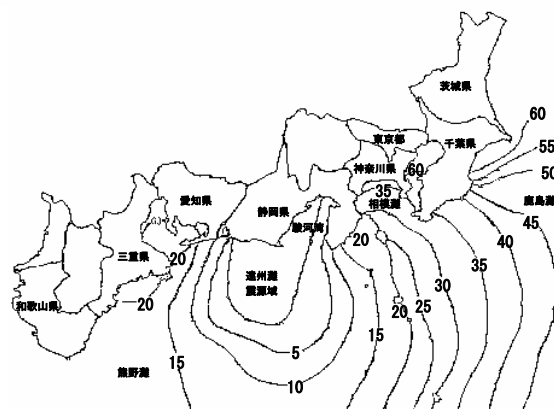 茨城県
60
東京都
千葉県
55
神奈川県
60
50
35
愛知県
相模灘
鹿島灘
静岡県
45
駿河湾
20
40
三重県
20
35
遠州灘
震源域
30
20
和歌山県
25
20
15
5
15
10
熊野灘